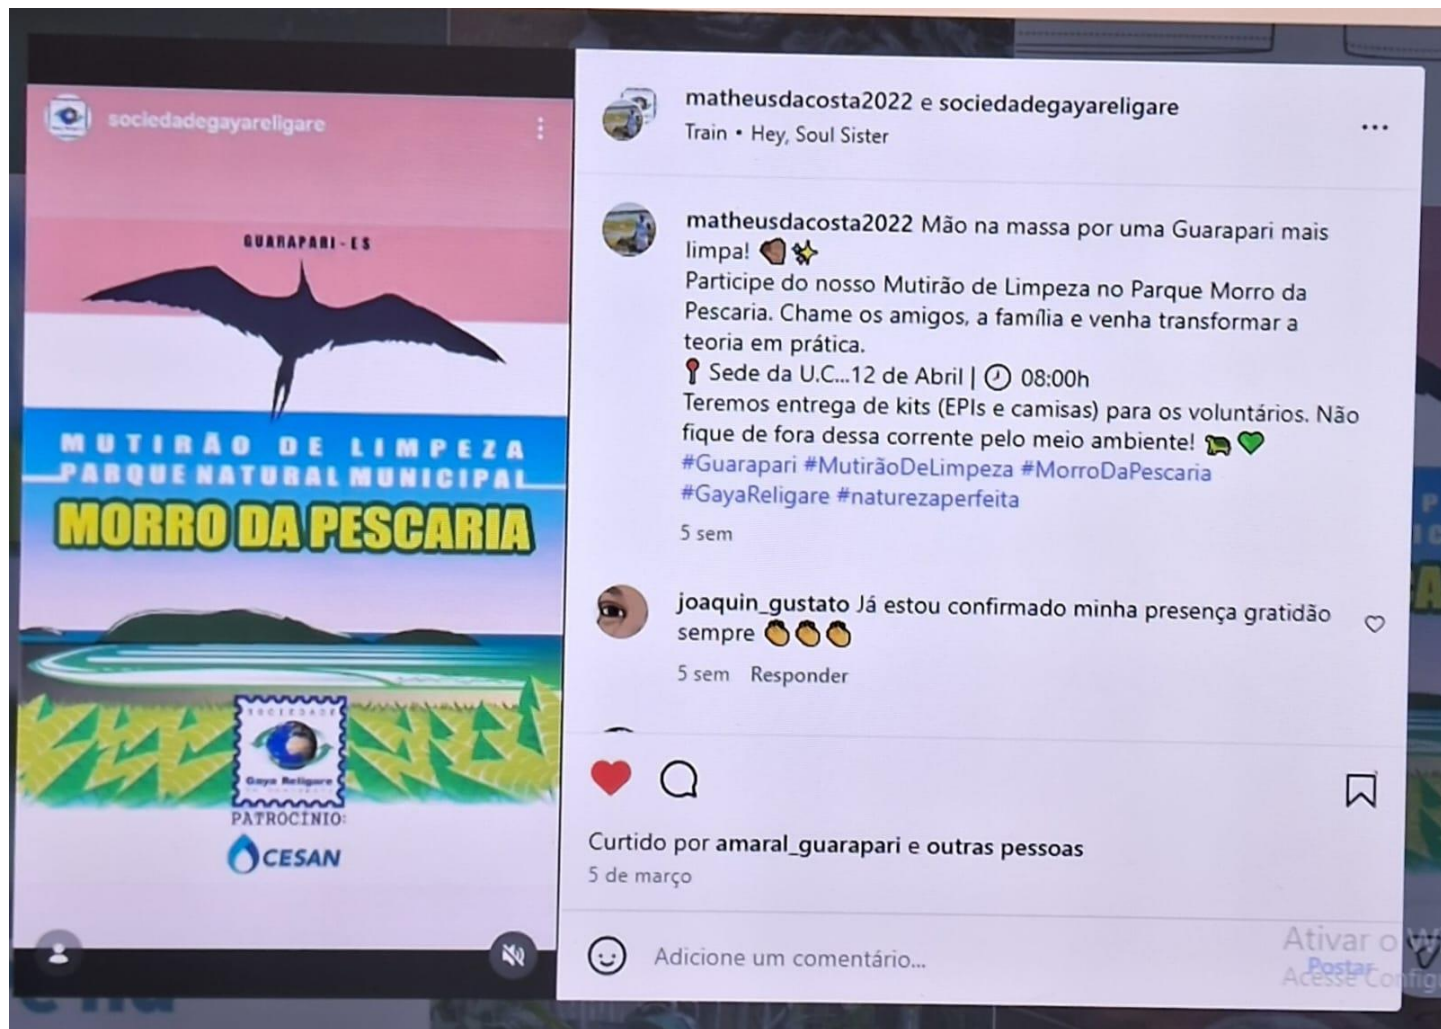 sociedadegayareligare
GUARAPARI-ES
MUTIRÃO DE LIMPEZA
PARQUE NATURAL MUNICIPAL
MORRO DA PESCARIA
SOCIEDADE
Gaya Religare
PATROCÍNIO:
CESAN
matheusdacosta2022 e sociedadegayareligare
Train • Hey, Soul Sister
matheusdacosta2022 Mão na massa por uma Guarapari mais
limpa! ✊🏽✨
Participe do nosso Mutirão de Limpeza no Parque Morro da
Pescaria. Chame os amigos, a família e venha transformar a
teoria em prática.
📍 Sede da U.C...12 de Abril | 🕗 08:00h
Teremos entrega de kits (EPIs e camisas) para os voluntários. Não
fique de fora dessa corrente pelo meio ambiente! 🐢💚
#Guarapari #MutirãoDeLimpeza #MorroDaPescaria
#GayaReligare #naturezaperfeita
5 sem
joaquin_gustato Já estou confirmado minha presença gratidão
sempre 👏👏👏
5 sem Responder
Curtido por amaral_guarapari e outras pessoas
5 de março
Adicione um comentário...
Postar
Ativar o W
Acesse Config